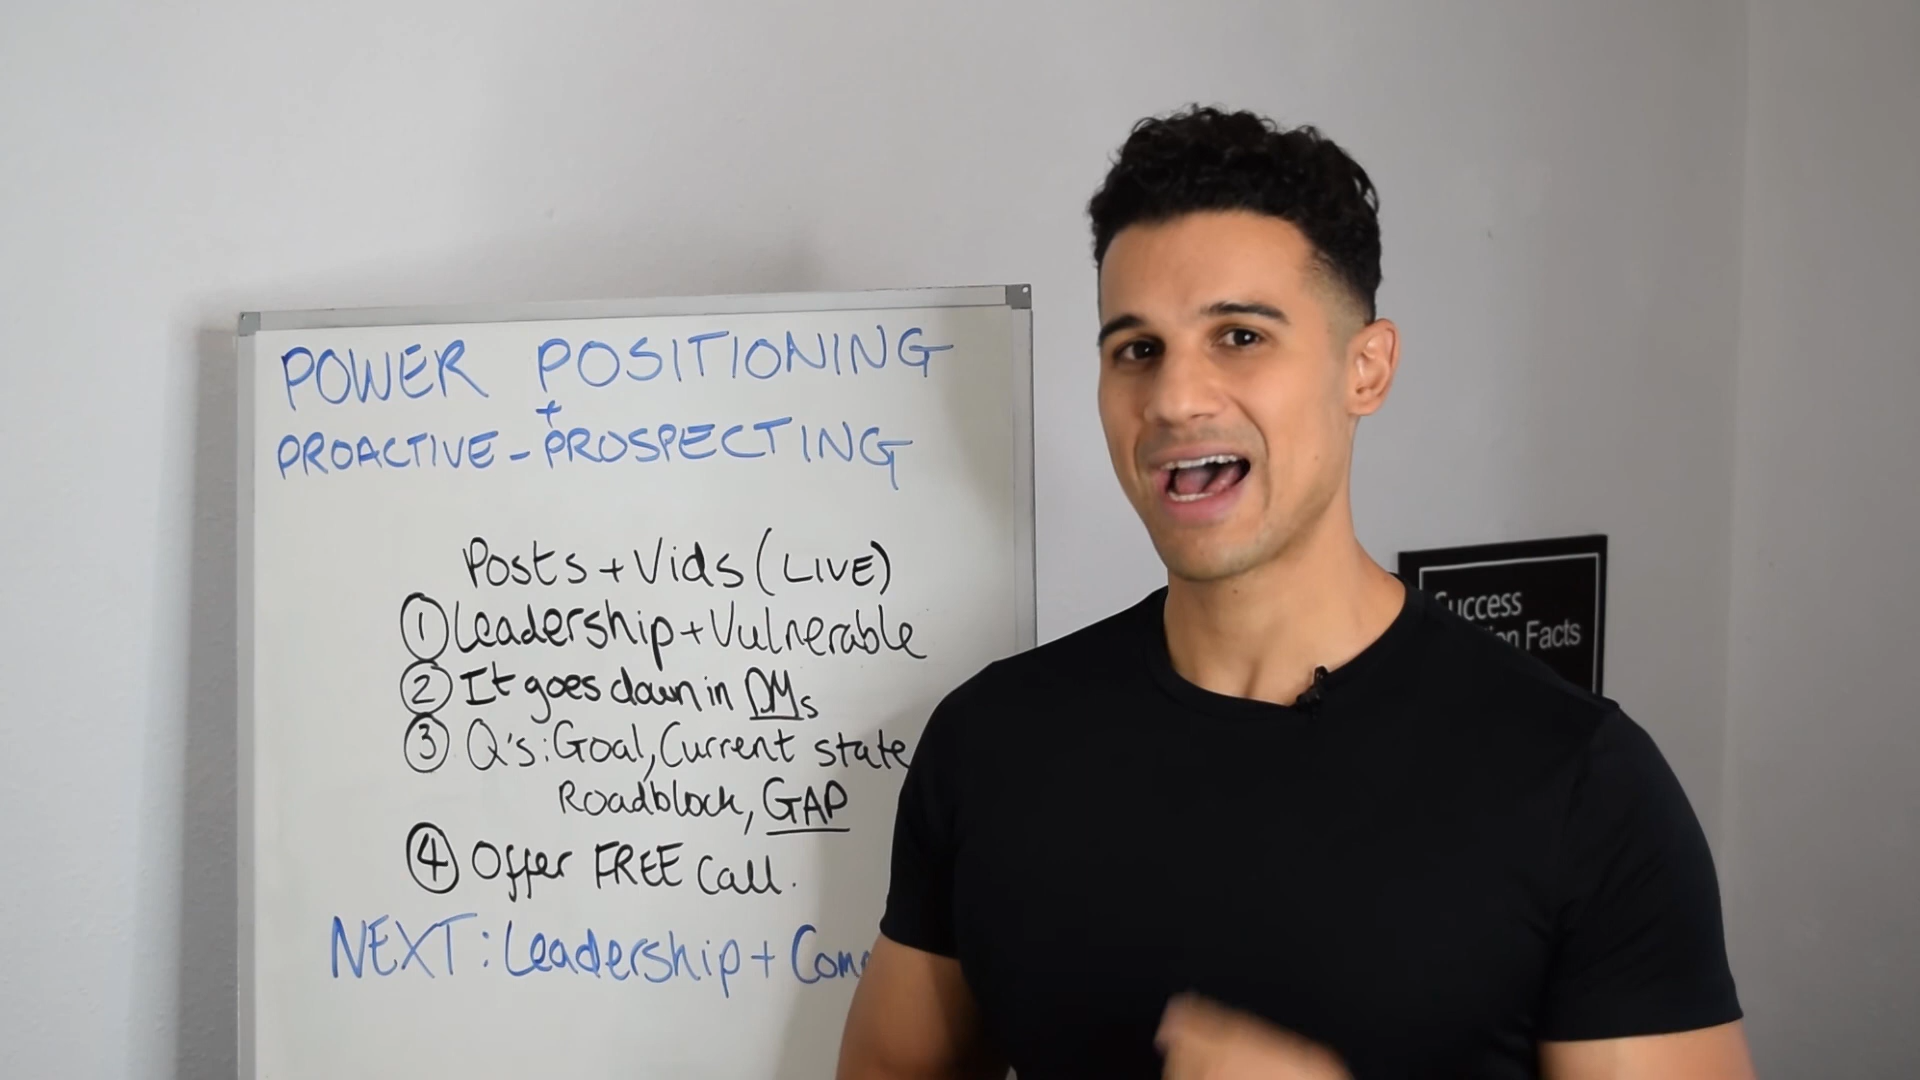 POWER POSITIONING
+
PROACTIVE-PROSPECTING
Posts + Vids (LIVE)
① Leadership + Vulnerable
② It goes down in DMs
③ Q's: Goal, Current state
Roadblock, GAP
④ Offer FREE Call.
NEXT: Leadership +
Success
Facts